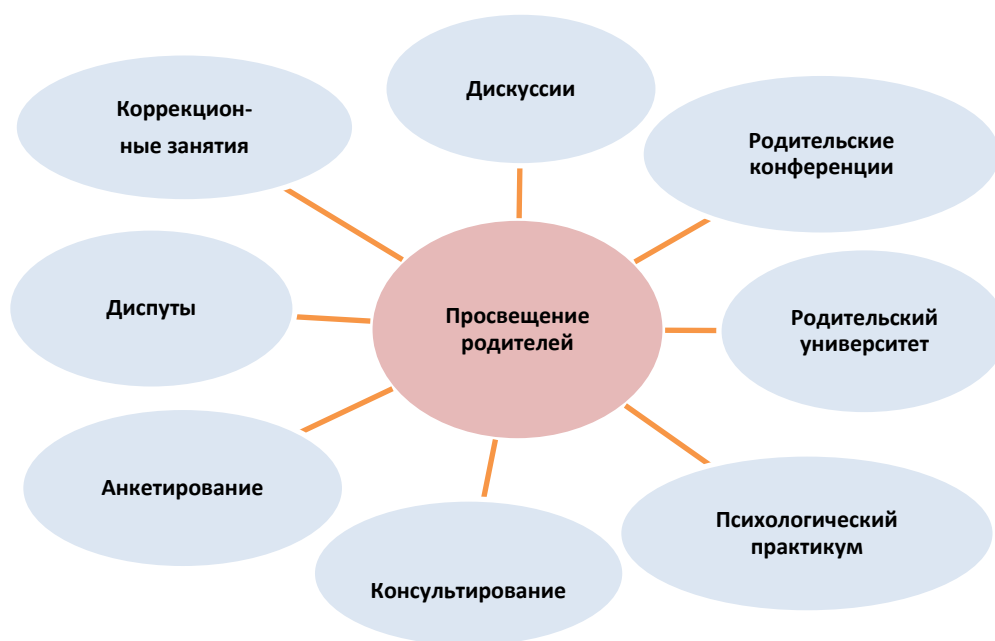 Дискуссии
Коррекцион-
ные занятия
Родительские
конференции
Диспуты
Просвещение
родителей
Родительский
университет
Анкетирование
Психологический
практикум
Консультирование